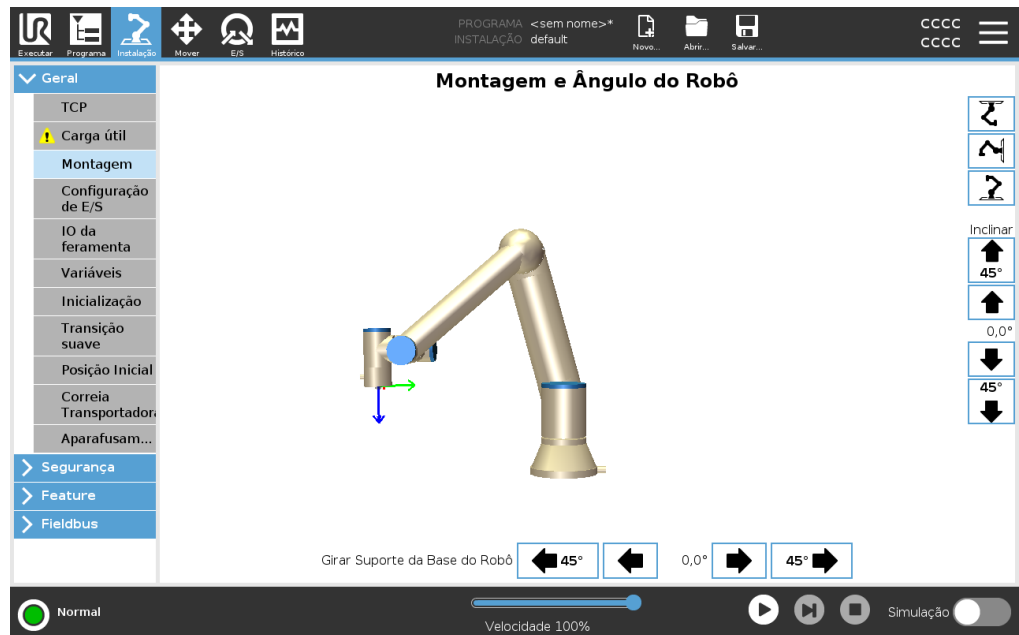 UR
Executar
Programa
Instalação
Mover
E/S
Histórico
PROGRAMA <sem nome>*
INSTALAÇÃO default
Novo...
Abrir...
Salvar...
cccc
cccc
Geral
TCP
Carga útil
Montagem
Configuração
de E/S
IO da
feramenta
Variáveis
Inicialização
Transição
suave
Posição Inicial
Correia
Transportadora
Aparafusam...
Segurança
Feature
Fieldbus
Montagem e Ângulo do Robô
Inclinar
45°
0,0°
45°
Girar Suporte da Base do Robô
45°
0,0°
45°
Normal
Velocidade 100%
Simulação